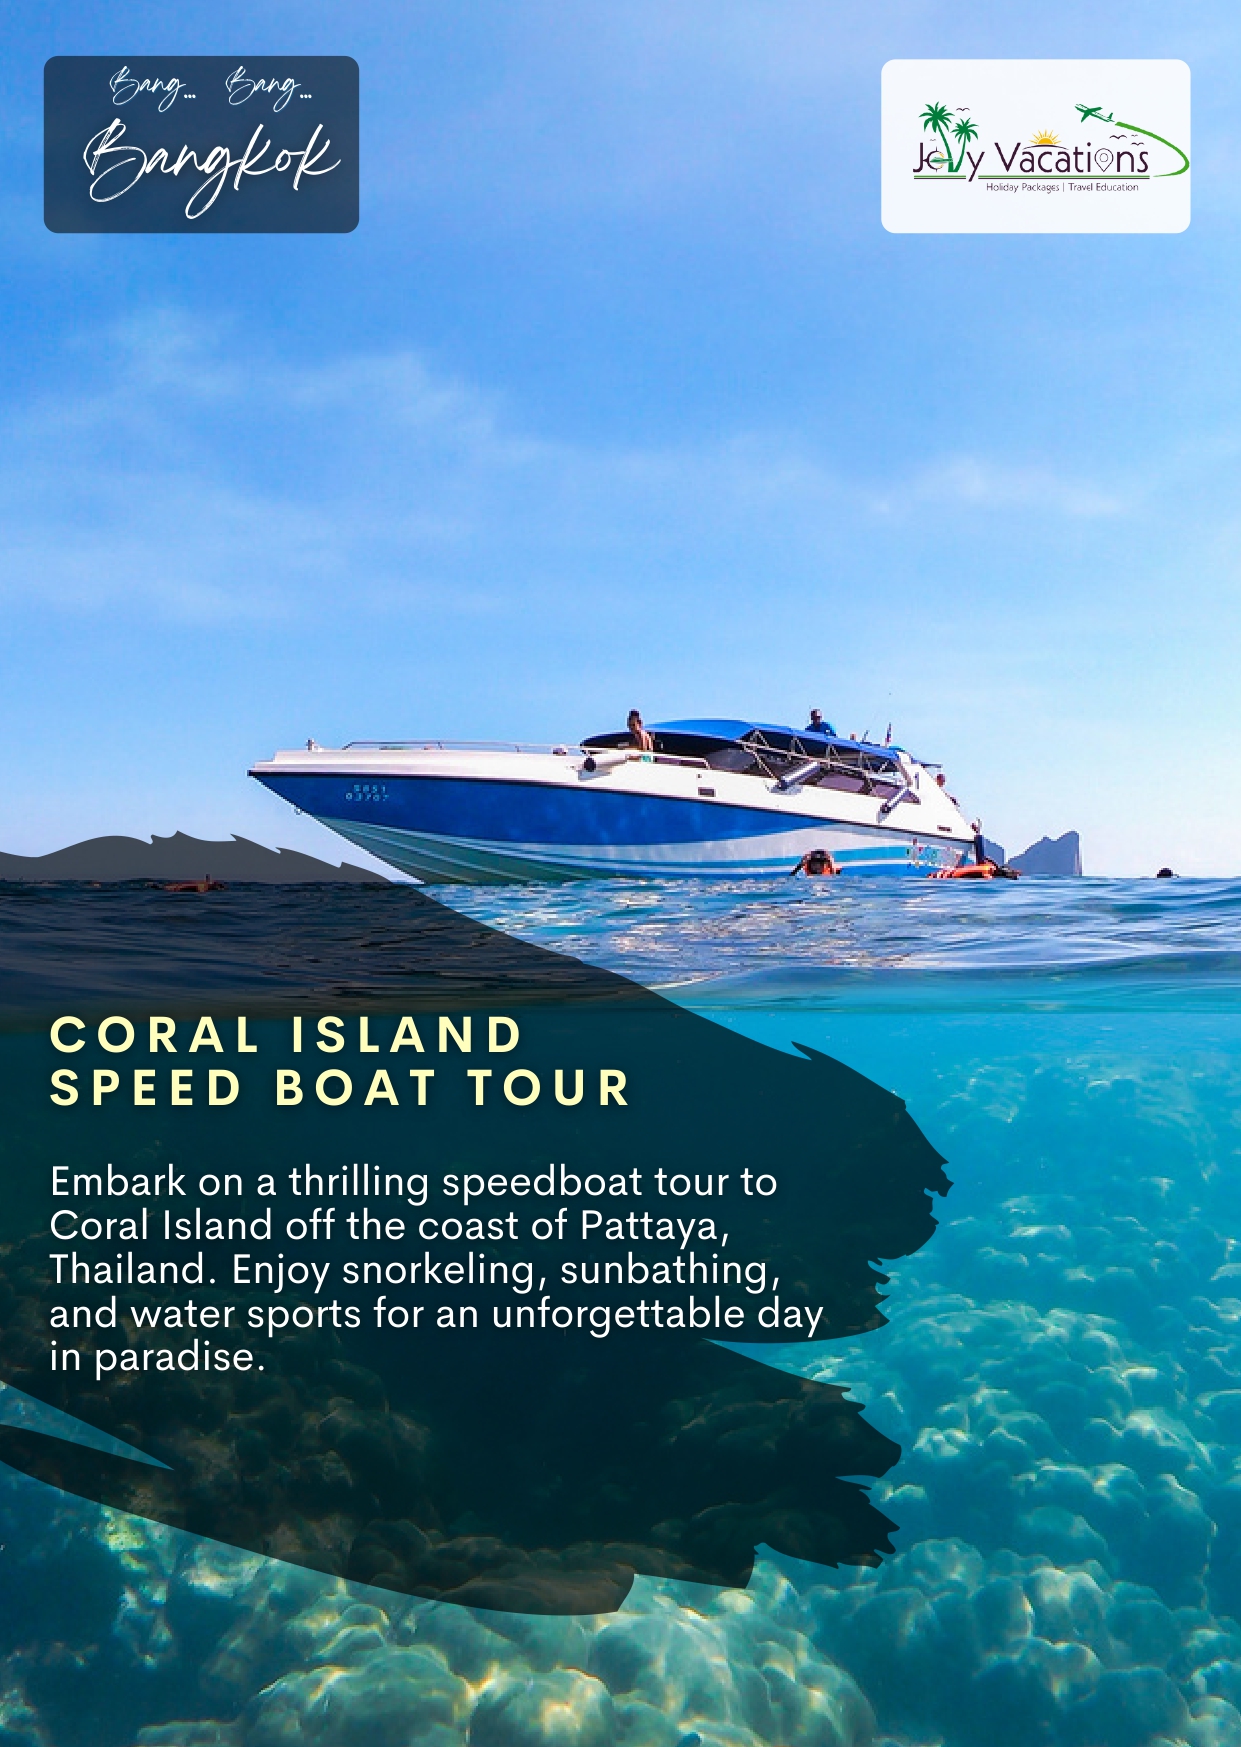 Bang... Bang...
Bangkok
Jolly Vacations
Holiday Packages | Travel Education
CORAL ISLAND
SPEED BOAT TOUR
Embark on a thrilling speedboat tour to
Coral Island off the coast of Pattaya,
Thailand. Enjoy snorkeling, sunbathing,
and water sports for an unforgettable day
in paradise.